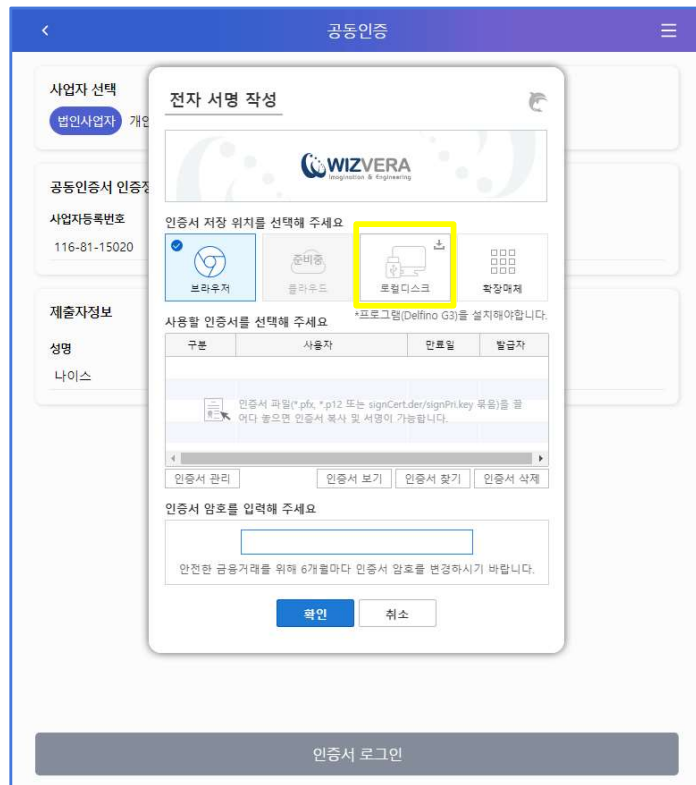 공동인증
사업자 선택
법인사업자 개인
공동인증서 인증정
사업자등록번호
116-81-15020
제출자정보
성명
나이스
전자 서명 작성
WIZVERA
Imagination & Engineering
인증서 저장 위치를 선택해 주세요
브라우저
준비중
클라우드
로컬디스크
확장매체
*프로그램(Delfino G3)을 설치해야합니다.
사용할 인증서를 선택해 주세요
구분 사용자 만료일 발급자
인증서 파일(*.pfx, *.p12 또는 signCert.der/signPri.key 묶음)를 끌
어다 놓으면 인증서 복사 및 서명이 가능합니다.
인증서 관리 인증서 보기 인증서 찾기 인증서 삭제
인증서 암호를 입력해 주세요
안전한 금융거래를 위해 6개월마다 인증서 암호를 변경하시기 바랍니다.
확인 취소
인증서 로그인